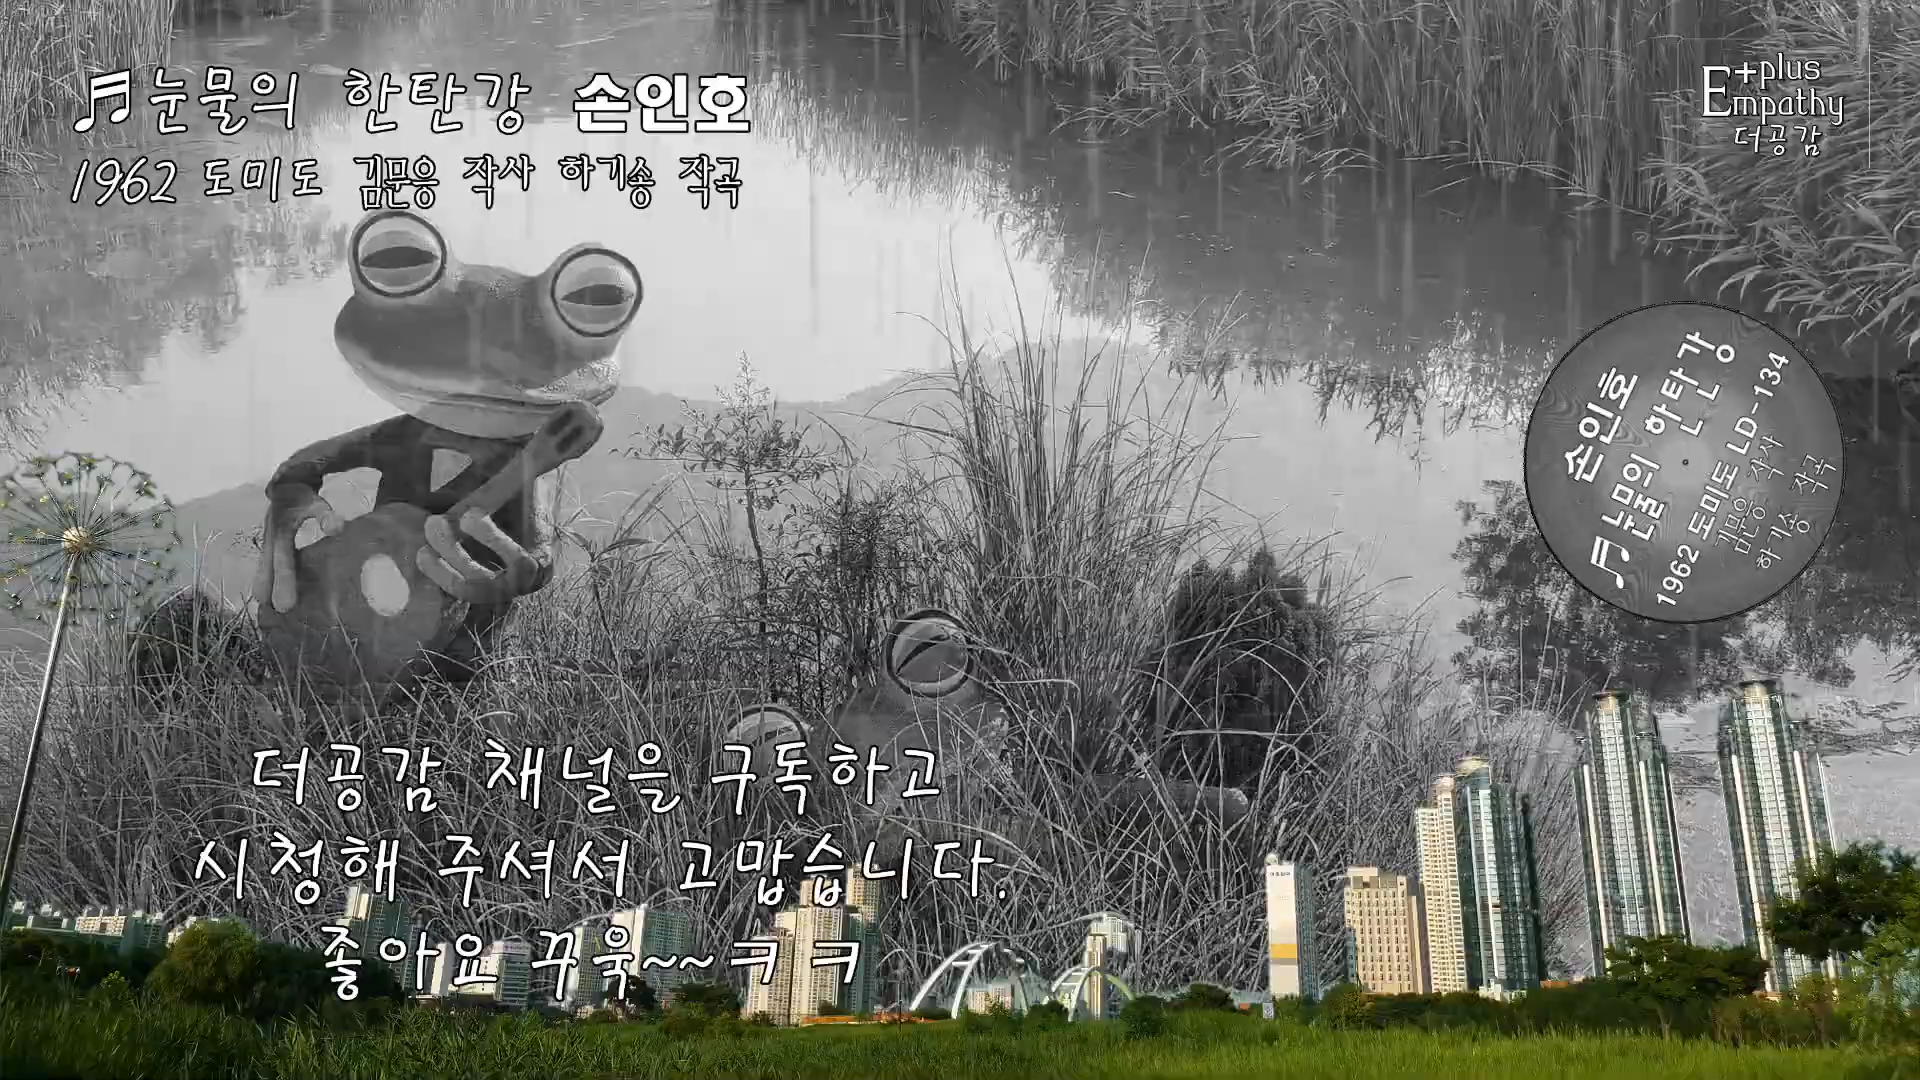 ♬눈물의 한탄강 손인호
1962 도미도 김문응 작사 하기송 작곡
E+plus
Empathy
더공감
손인호
♬눈물의 한탄강
1962 도미도 LD-134
김문응 작사
하기송 작곡
더공감 채널을 구독하고
시청해 주셔서 고맙습니다.
좋아요 꾸욱~~ㅋㅋ